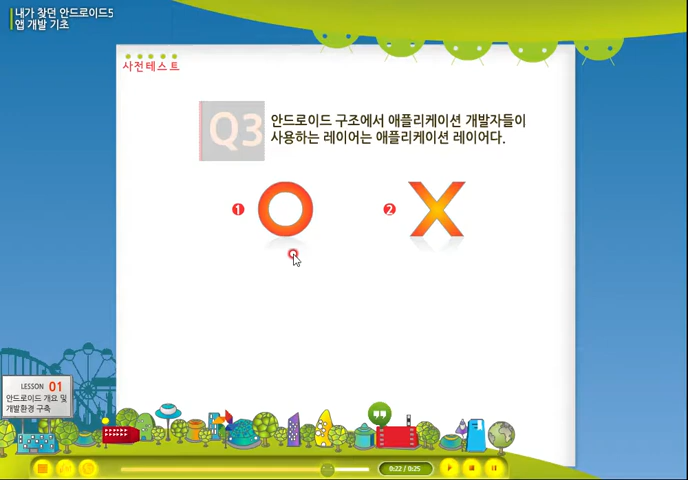 내가 찾던 안드로이드5
앱 개발 기초
사전테스트
Q3
안드로이드 구조에서 애플리케이션 개발자들이
사용하는 레이어는 애플리케이션 레이어다.
1 O 2 X
LESSON 01
안드로이드 개요 및
개발환경 구축
0:22 / 0:25